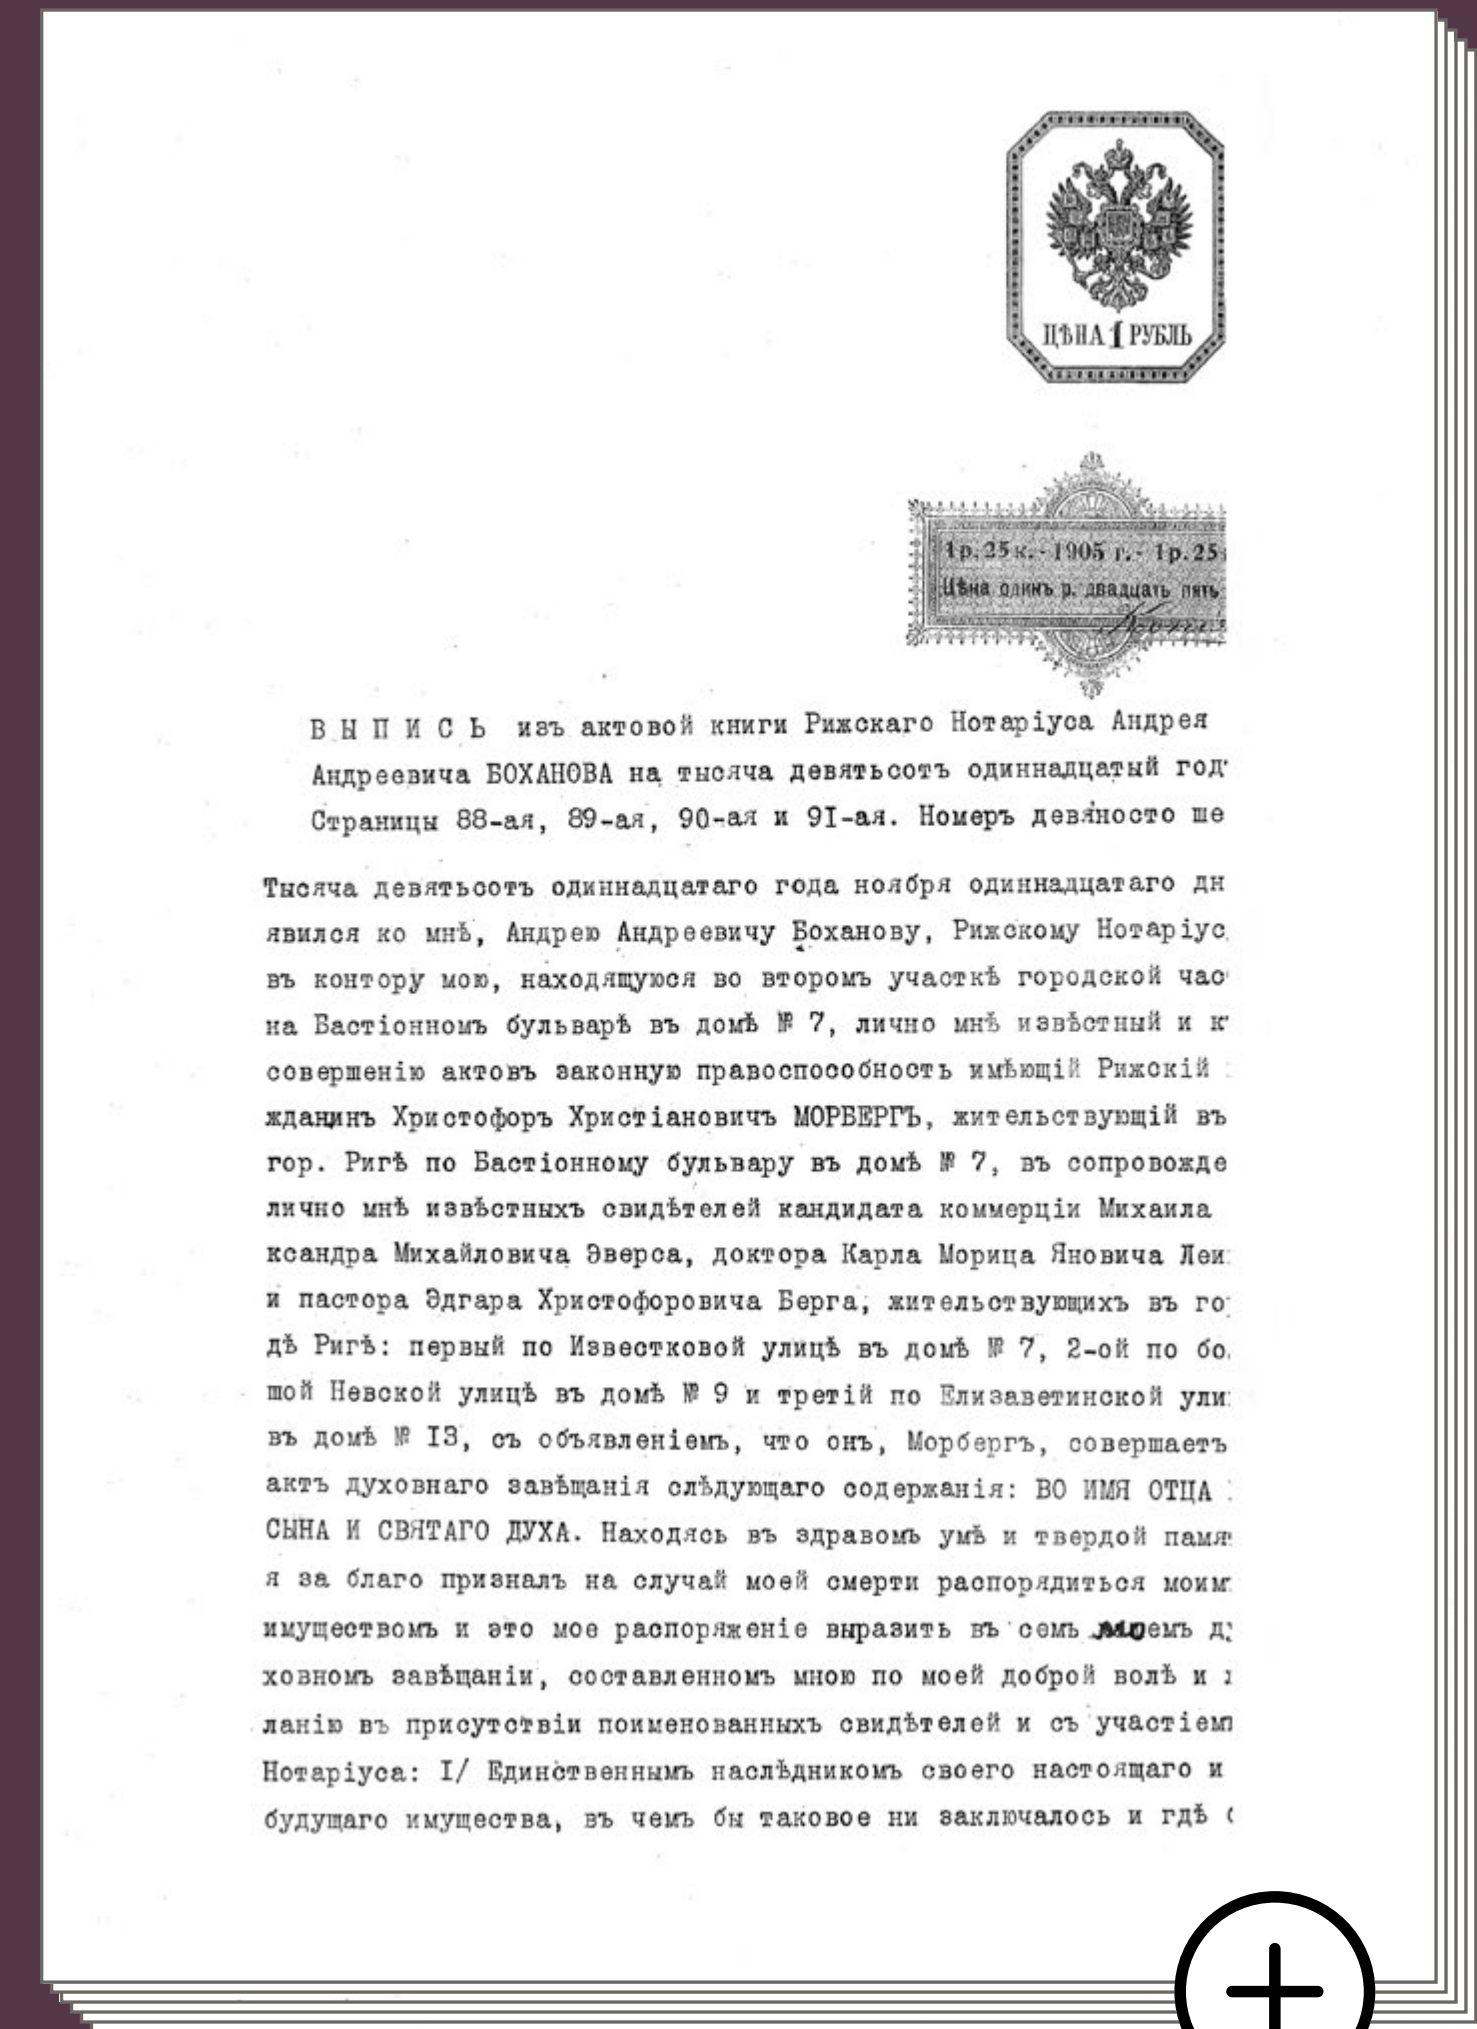 ЦѢНА 1 РУБЛЬ
1р.25к.-1905 г.-1р.25
Цѣна одинъ р. двадцать пять
ВЫПИСЬ изъ актовой книги Рижскаго Нотаріуса Андрея
Андреевича БОХАНОВА на тысяча девятьсотъ одиннадцатый год
Страницы 88-ая, 89-ая, 90-ая и 9I-ая. Номеръ девяносто ше
Тысяча девятьсотъ одиннадцатаго года ноября одиннадцатаго дн
явился ко мнѣ, Андрею Андреевичу Боханову, Рижскому Нотаріус
въ контору мою, находящуюся во второмъ участкѣ городской час
на Бастіонномъ бульварѣ въ домѣ № 7, лично мнѣ извѣстный и к
совершенію актовъ законную правоспособность имѣющій Рижскій
жданинъ Христофоръ Христіановичъ МОРБЕРГЪ, жительствующій въ
гор. Ригѣ по Бастіонному бульвару въ домѣ № 7, въ сопровожде
лично мнѣ извѣстныхъ свидѣтелей кандидата коммерціи Михаила
ксандра Михайловича Эверса, доктора Карла Морица Яновича Леи
и пастора Эдгара Христофоровича Берга, жительствующихъ въ го
дѣ Ригѣ: первый по Известковой улицѣ въ домѣ № 7, 2-ой по бо
шой Невской улицѣ въ домѣ № 9 и третій по Елизаветинской ули
въ домѣ № I3, съ объявленіемъ, что онъ, Морбергъ, совершаетъ
актъ духовнаго завѣщанія слѣдующаго содержанія: ВО ИМЯ ОТЦА
СЫНА И СВЯТАГО ДУХА. Находясь въ здравомъ умѣ и твердой памя
я за благо призналъ на случай моей смерти распорядиться моим
имуществомъ и это мое распоряженіе выразить въ семъ моемъ д
ховномъ завѣщаніи, составленномъ мною по моей доброй волѣ и
ланію въ присутствіи поименованныхъ свидѣтелей и съ участіем
Нотаріуса: I/ Единственнымъ наслѣдникомъ своего настоящаго и
будущаго имущества, въ чемъ бы таковое ни заключалось и гдѣ